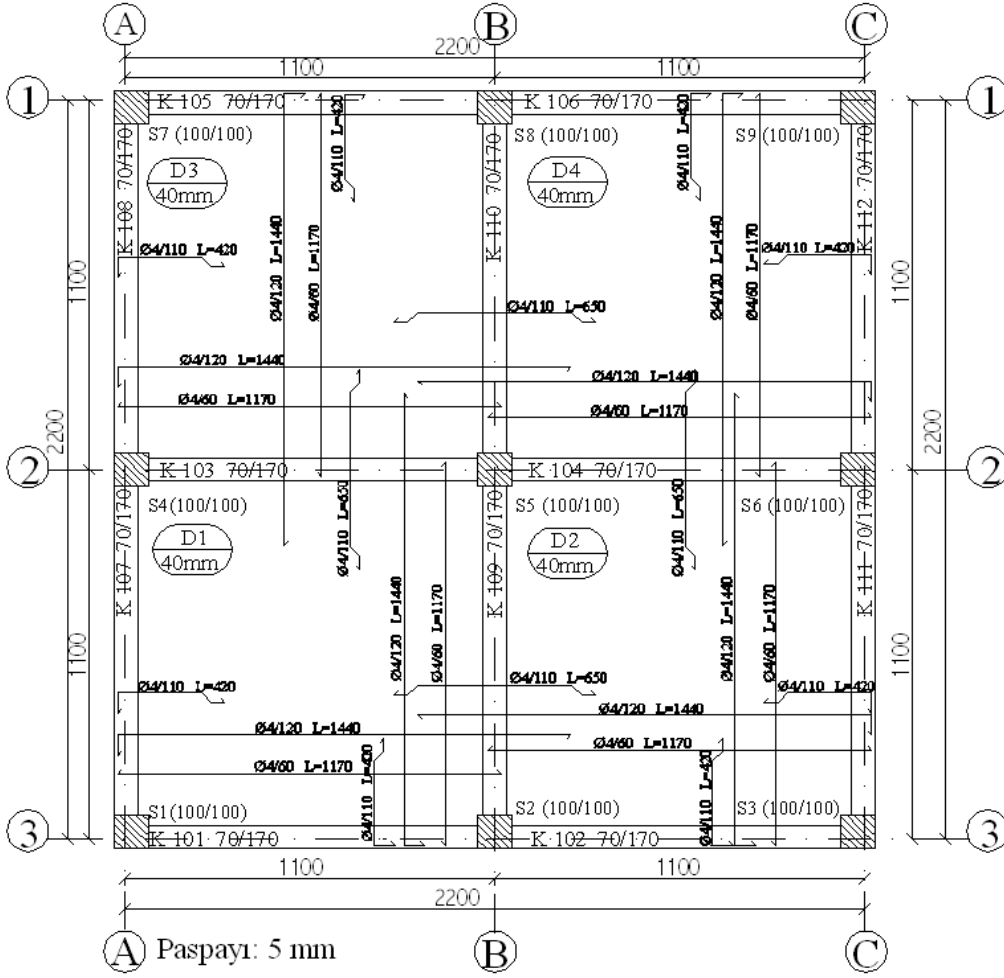 A B C
2200
1100 1100
1 K 105 70/170 K 106 70/170 1
S7 (100/100) S8 (100/100) S9 (100/100)
Ø4/110 L=420 Ø4/110 L=420
D3 D4
40mm 40mm
K 108 70/170 K 110 70/170 K 112 70/170
Ø4/110 L=420 Ø4/110 L=420
Ø4/120 L=1440 Ø4/60 L=1170 Ø4/120 L=1440 Ø4/60 L=1170
1100 1100
Ø4/110 L=650
Ø4/120 L=1440
Ø4/120 L=1440
Ø4/60 L=1170
Ø4/60 L=1170
2200 2200
2 K 103 70/170 K 104 70/170 2
S4(100/100) S5 (100/100) S6 (100/100)
Ø4/110 L=650 Ø4/110 L=650
D1 D2
40mm 40mm
K 107 70/170 K 109 70/170 K 111 70/170
Ø4/120 L=1440 Ø4/60 L=1170 Ø4/120 L=1440 Ø4/60 L=1170
1100 1100
Ø4/110 L=420 Ø4/110 L=650 Ø4/110 L=420
Ø4/120 L=1440
Ø4/120 L=1440
Ø4/60 L=1170
Ø4/60 L=1170
Ø4/110 L=420 Ø4/110 L=420
S1(100/100) S2 (100/100) S3 (100/100)
3 K 101 70/170 K 102 70/170 3
1100 1100
2200
A Paspayı: 5 mm B C